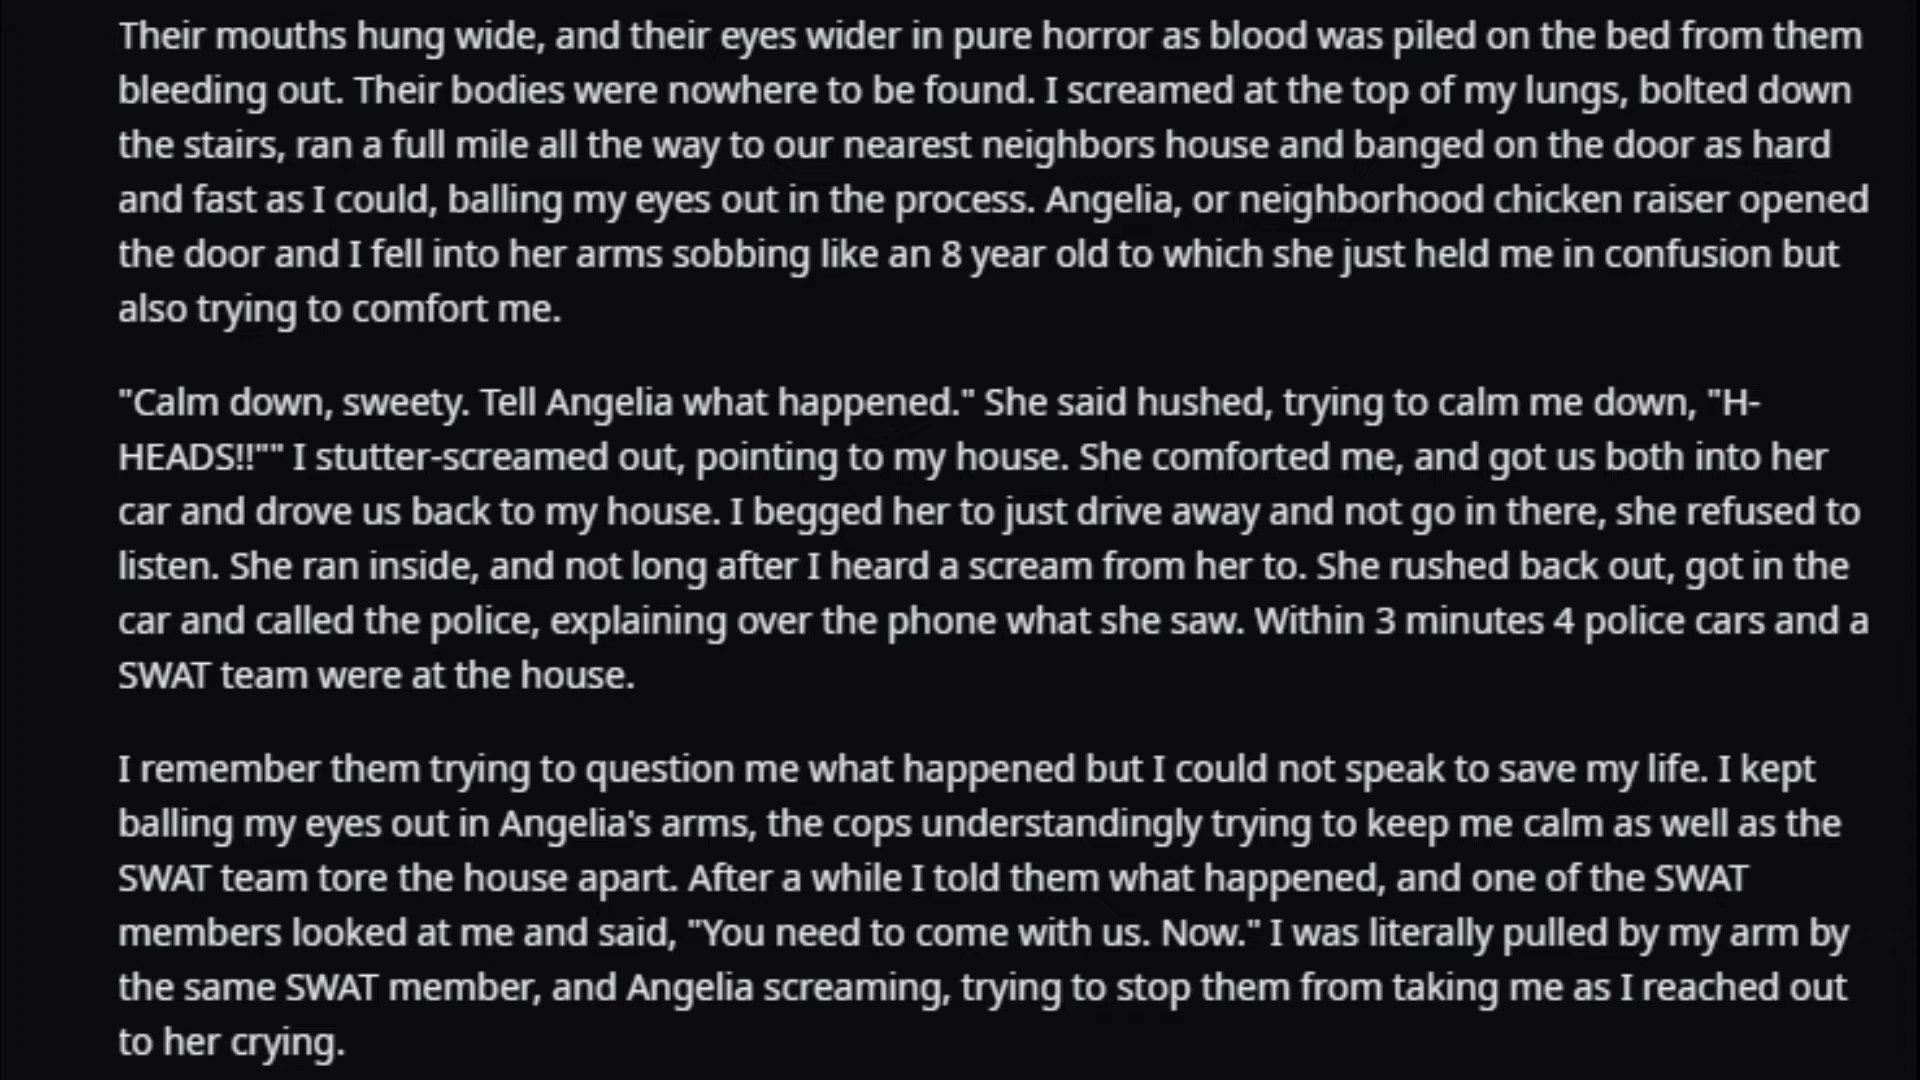 Their mouths hung wide, and their eyes wider in pure horror as blood was piled on the bed from them
bleeding out. Their bodies were nowhere to be found. I screamed at the top of my lungs, bolted down
the stairs, ran a full mile all the way to our nearest neighbors house and banged on the door as hard
and fast as I could, balling my eyes out in the process. Angelia, or neighborhood chicken raiser opened
the door and I fell into her arms sobbing like an 8 year old to which she just held me in confusion but
also trying to comfort me.
"Calm down, sweety. Tell Angelia what happened." She said hushed, trying to calm me down, "H-
HEADS!!"" I stutter-screamed out, pointing to my house. She comforted me, and got us both into her
car and drove us back to my house. I begged her to just drive away and not go in there, she refused to
listen. She ran inside, and not long after I heard a scream from her to. She rushed back out, got in the
car and called the police, explaining over the phone what she saw. Within 3 minutes 4 police cars and a
SWAT team were at the house.
I remember them trying to question me what happened but I could not speak to save my life. I kept
balling my eyes out in Angelia's arms, the cops understandingly trying to keep me calm as well as the
SWAT team tore the house apart. After a while I told them what happened, and one of the SWAT
members looked at me and said, "You need to come with us. Now." I was literally pulled by my arm by
the same SWAT member, and Angelia screaming, trying to stop them from taking me as I reached out
to her crying.